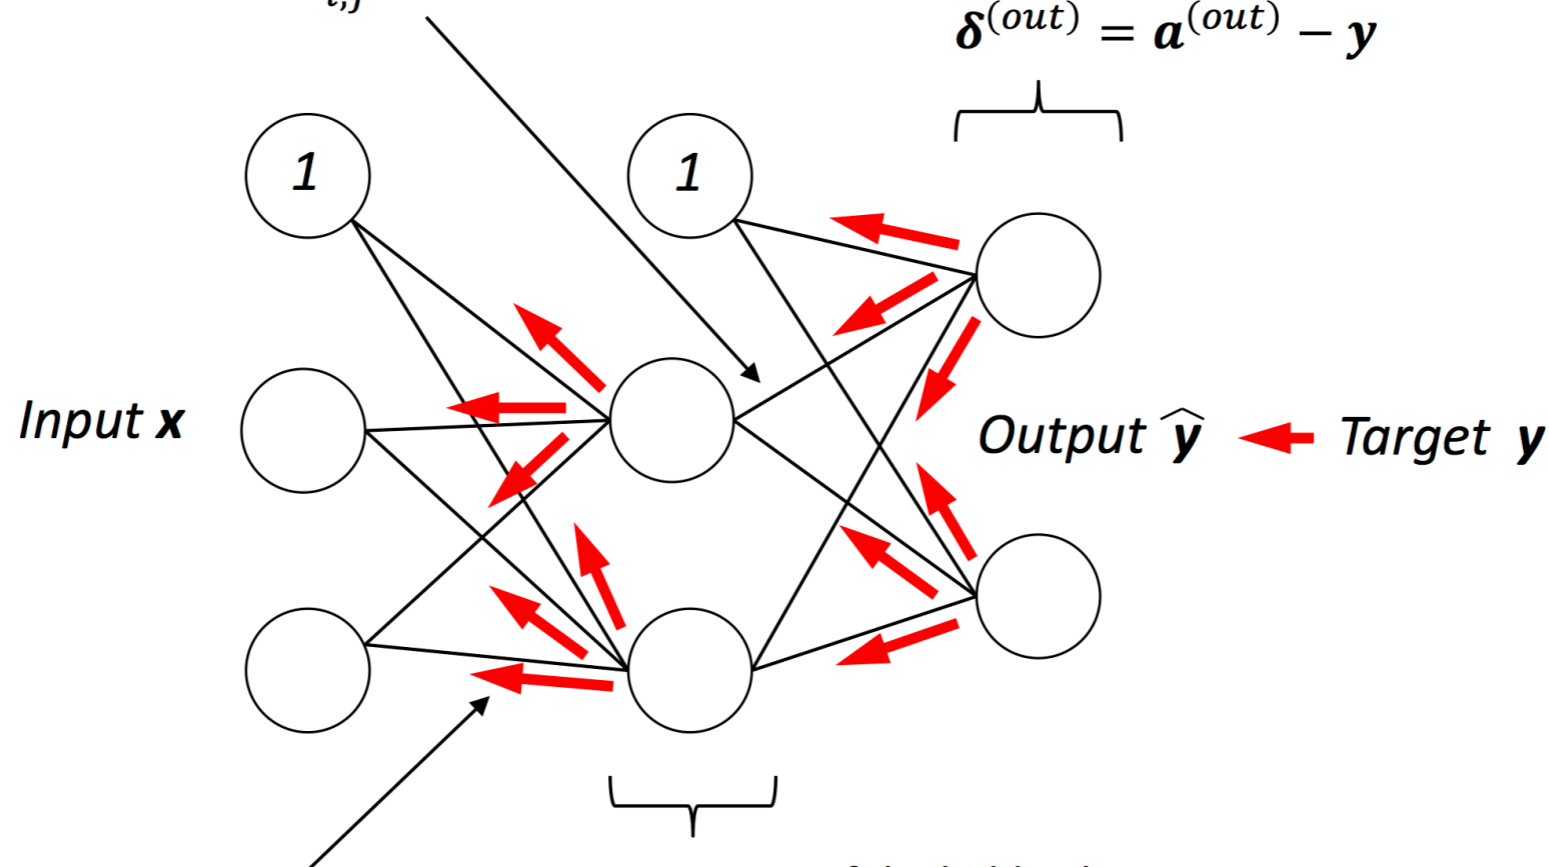 i,j
δ^(out) = a^(out) − y
1
1
Input x
Output ŷ
Target y